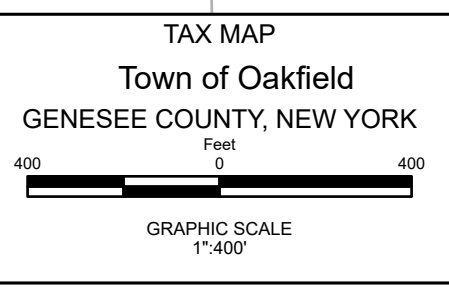 TAX MAP
Town of Oakfield
GENESEE COUNTY, NEW YORK
Feet
400 0 400
GRAPHIC SCALE
1":400'